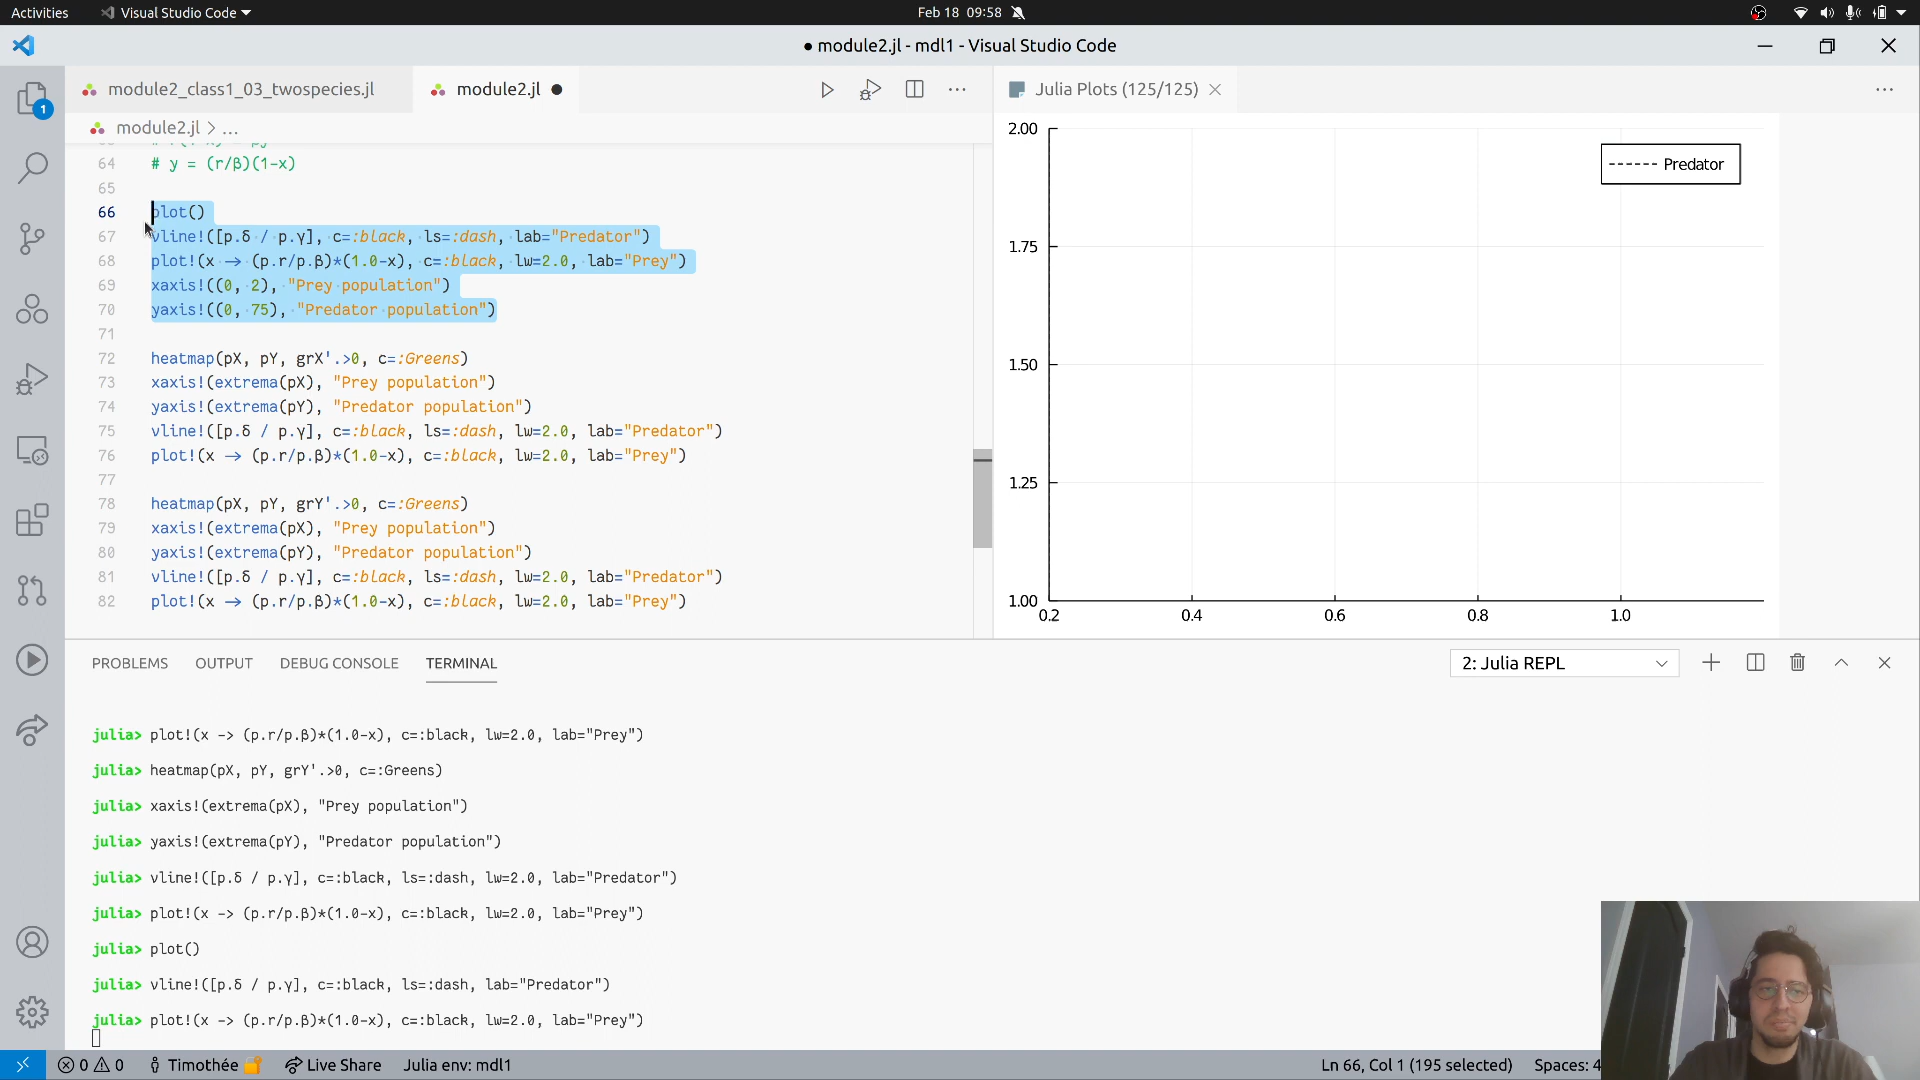 Activities
Visual Studio Code
Feb 18 09:58
● module2.jl - mdl1 - Visual Studio Code
module2_class1_03_twospecies.jl
module2.jl ●
Julia Plots (125/125)
1
module2.jl > ...
64 # y = (r/β)(1-x)
65
66 plot()
67 vline!([p.δ / p.γ], c=:black, ls=:dash, lab="Predator")
68 plot!(x -> (p.r/p.β)*(1.0-x), c=:black, lw=2.0, lab="Prey")
69 xaxis!((0, 2), "Prey population")
70 yaxis!((0, 75), "Predator population")
71
72 heatmap(pX, pY, grX'.>0, c=:Greens)
73 xaxis!(extrema(pX), "Prey population")
74 yaxis!(extrema(pY), "Predator population")
75 vline!([p.δ / p.γ], c=:black, ls=:dash, lw=2.0, lab="Predator")
76 plot!(x -> (p.r/p.β)*(1.0-x), c=:black, lw=2.0, lab="Prey")
77
78 heatmap(pX, pY, grY'.>0, c=:Greens)
79 xaxis!(extrema(pX), "Prey population")
80 yaxis!(extrema(pY), "Predator population")
81 vline!([p.δ / p.γ], c=:black, ls=:dash, lw=2.0, lab="Predator")
82 plot!(x -> (p.r/p.β)*(1.0-x), c=:black, lw=2.0, lab="Prey")
2.00
Predator
1.75
1.50
1.25
1.00
0.2 0.4 0.6 0.8 1.0
PROBLEMS OUTPUT DEBUG CONSOLE TERMINAL
2: Julia REPL
julia> plot!(x -> (p.r/p.β)*(1.0-x), c=:black, lw=2.0, lab="Prey")
julia> heatmap(pX, pY, grY'.>0, c=:Greens)
julia> xaxis!(extrema(pX), "Prey population")
julia> yaxis!(extrema(pY), "Predator population")
julia> vline!([p.δ / p.γ], c=:black, ls=:dash, lw=2.0, lab="Predator")
julia> plot!(x -> (p.r/p.β)*(1.0-x), c=:black, lw=2.0, lab="Prey")
julia> plot()
julia> vline!([p.δ / p.γ], c=:black, ls=:dash, lab="Predator")
julia> plot!(x -> (p.r/p.β)*(1.0-x), c=:black, lw=2.0, lab="Prey")
0 0 Timothée Live Share Julia env: mdl1
Ln 66, Col 1 (195 selected) Spaces: 4